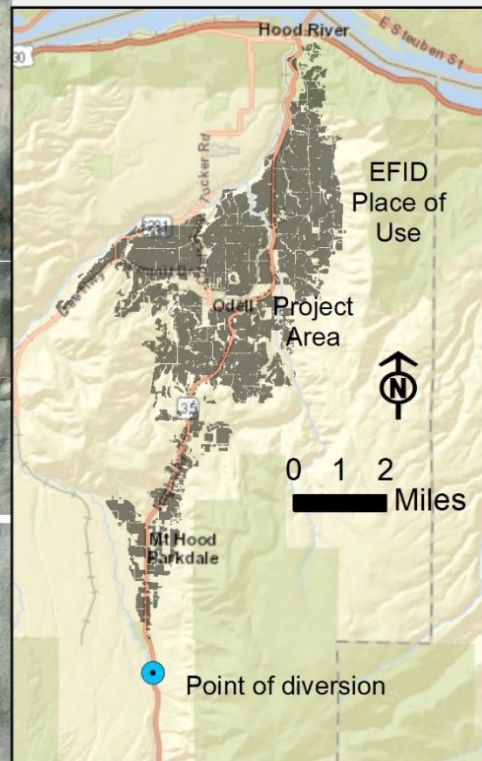 Hood River
E Steuben St
30
Tucker Rd
EFID
Place of
Use
281
Odell
Project
Area
N
35
0 1 2
Miles
Mt Hood
Parkdale
Point of diversion